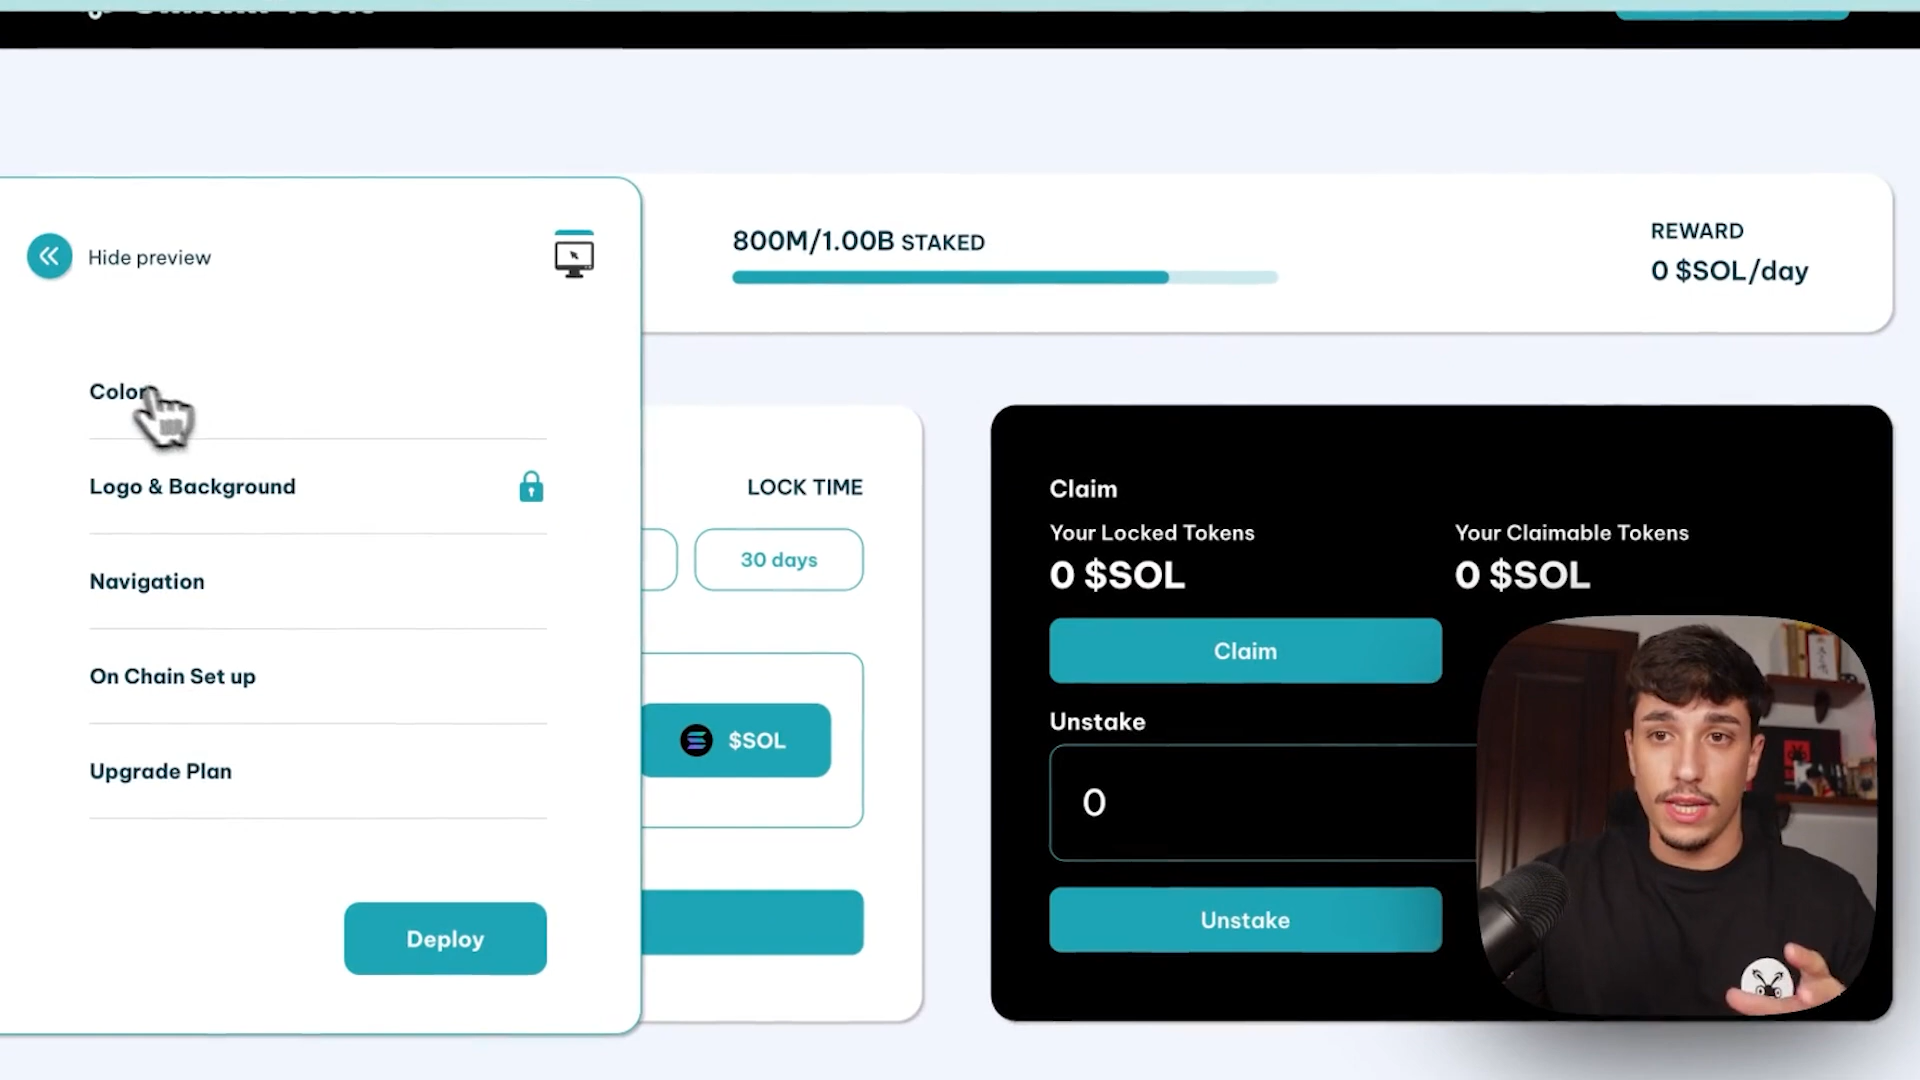 Hide preview
800M/1.00B STAKED
REWARD
0 $SOL/day
Color
Logo & Background
Navigation
On Chain Set up
Upgrade Plan
Deploy
LOCK TIME
30 days
$SOL
Claim
Your Locked Tokens
0 $SOL
Your Claimable Tokens
0 $SOL
Claim
Unstake
0
Unstake